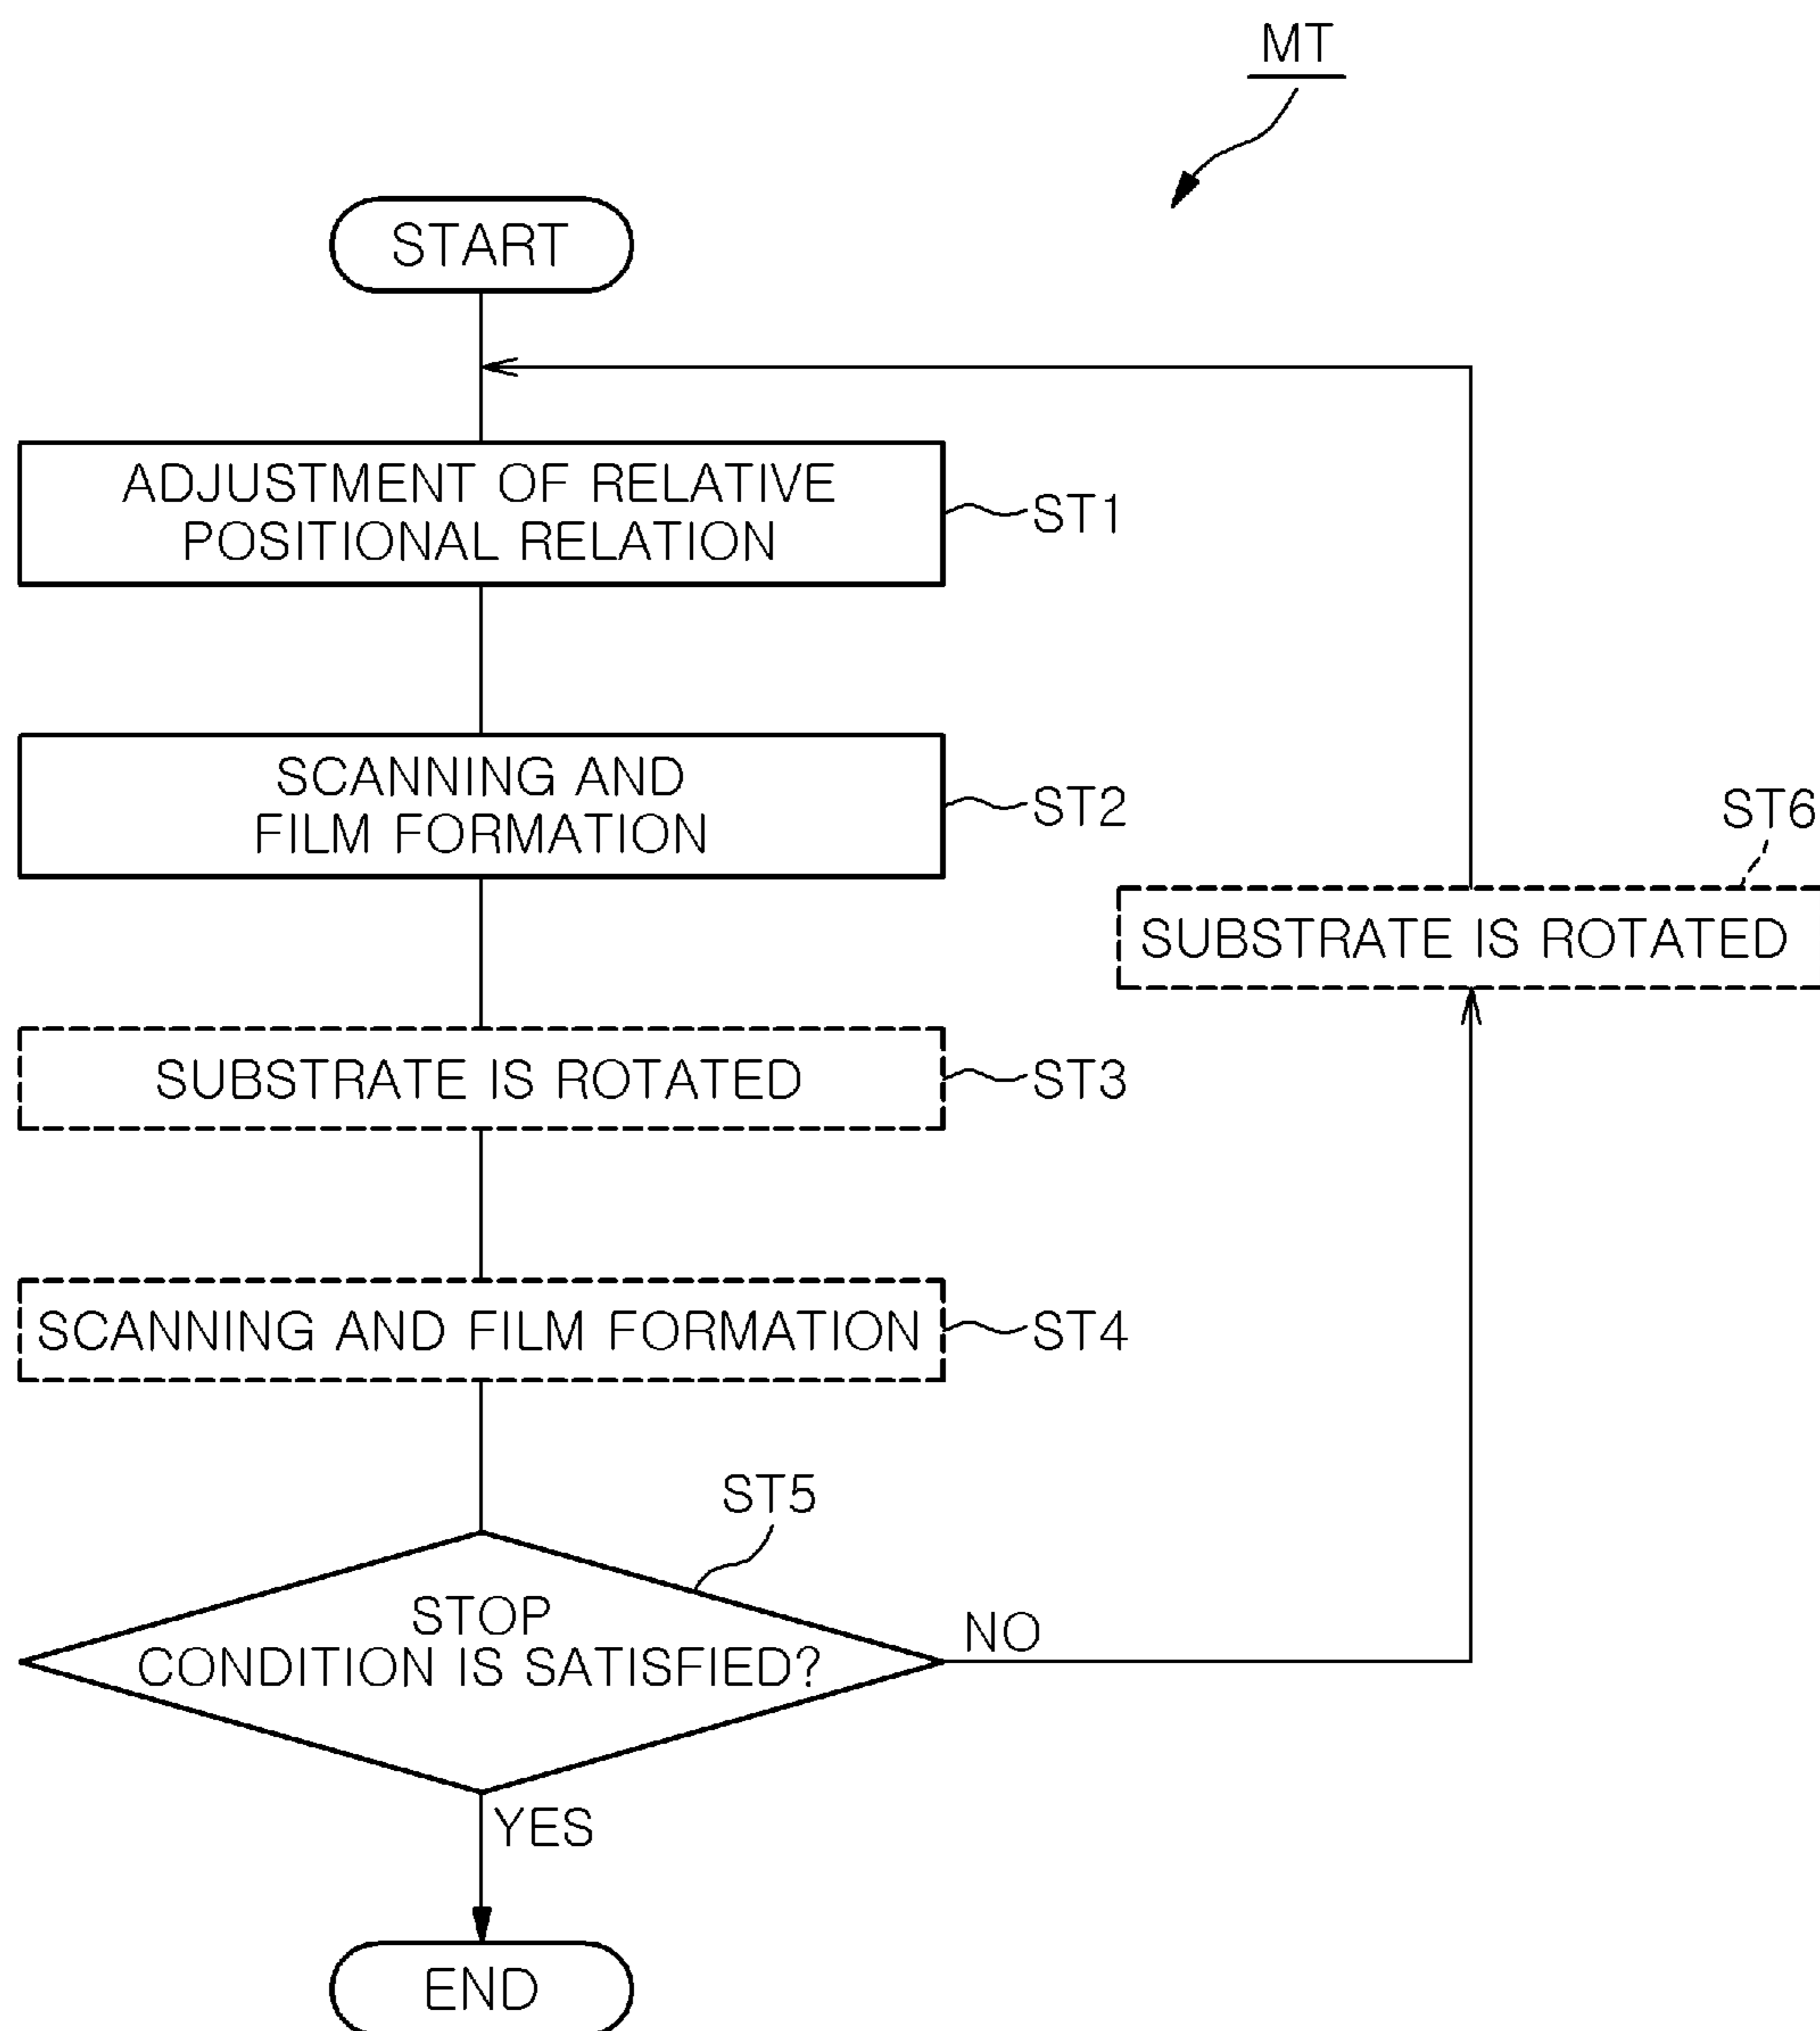 MT
START
ADJUSTMENT OF RELATIVE
POSITIONAL RELATION
ST1
SCANNING AND
FILM FORMATION
ST2
ST6
SUBSTRATE IS ROTATED
SUBSTRATE IS ROTATED
ST3
SCANNING AND FILM FORMATION
ST4
ST5
STOP
CONDITION IS SATISFIED?
NO
YES
END